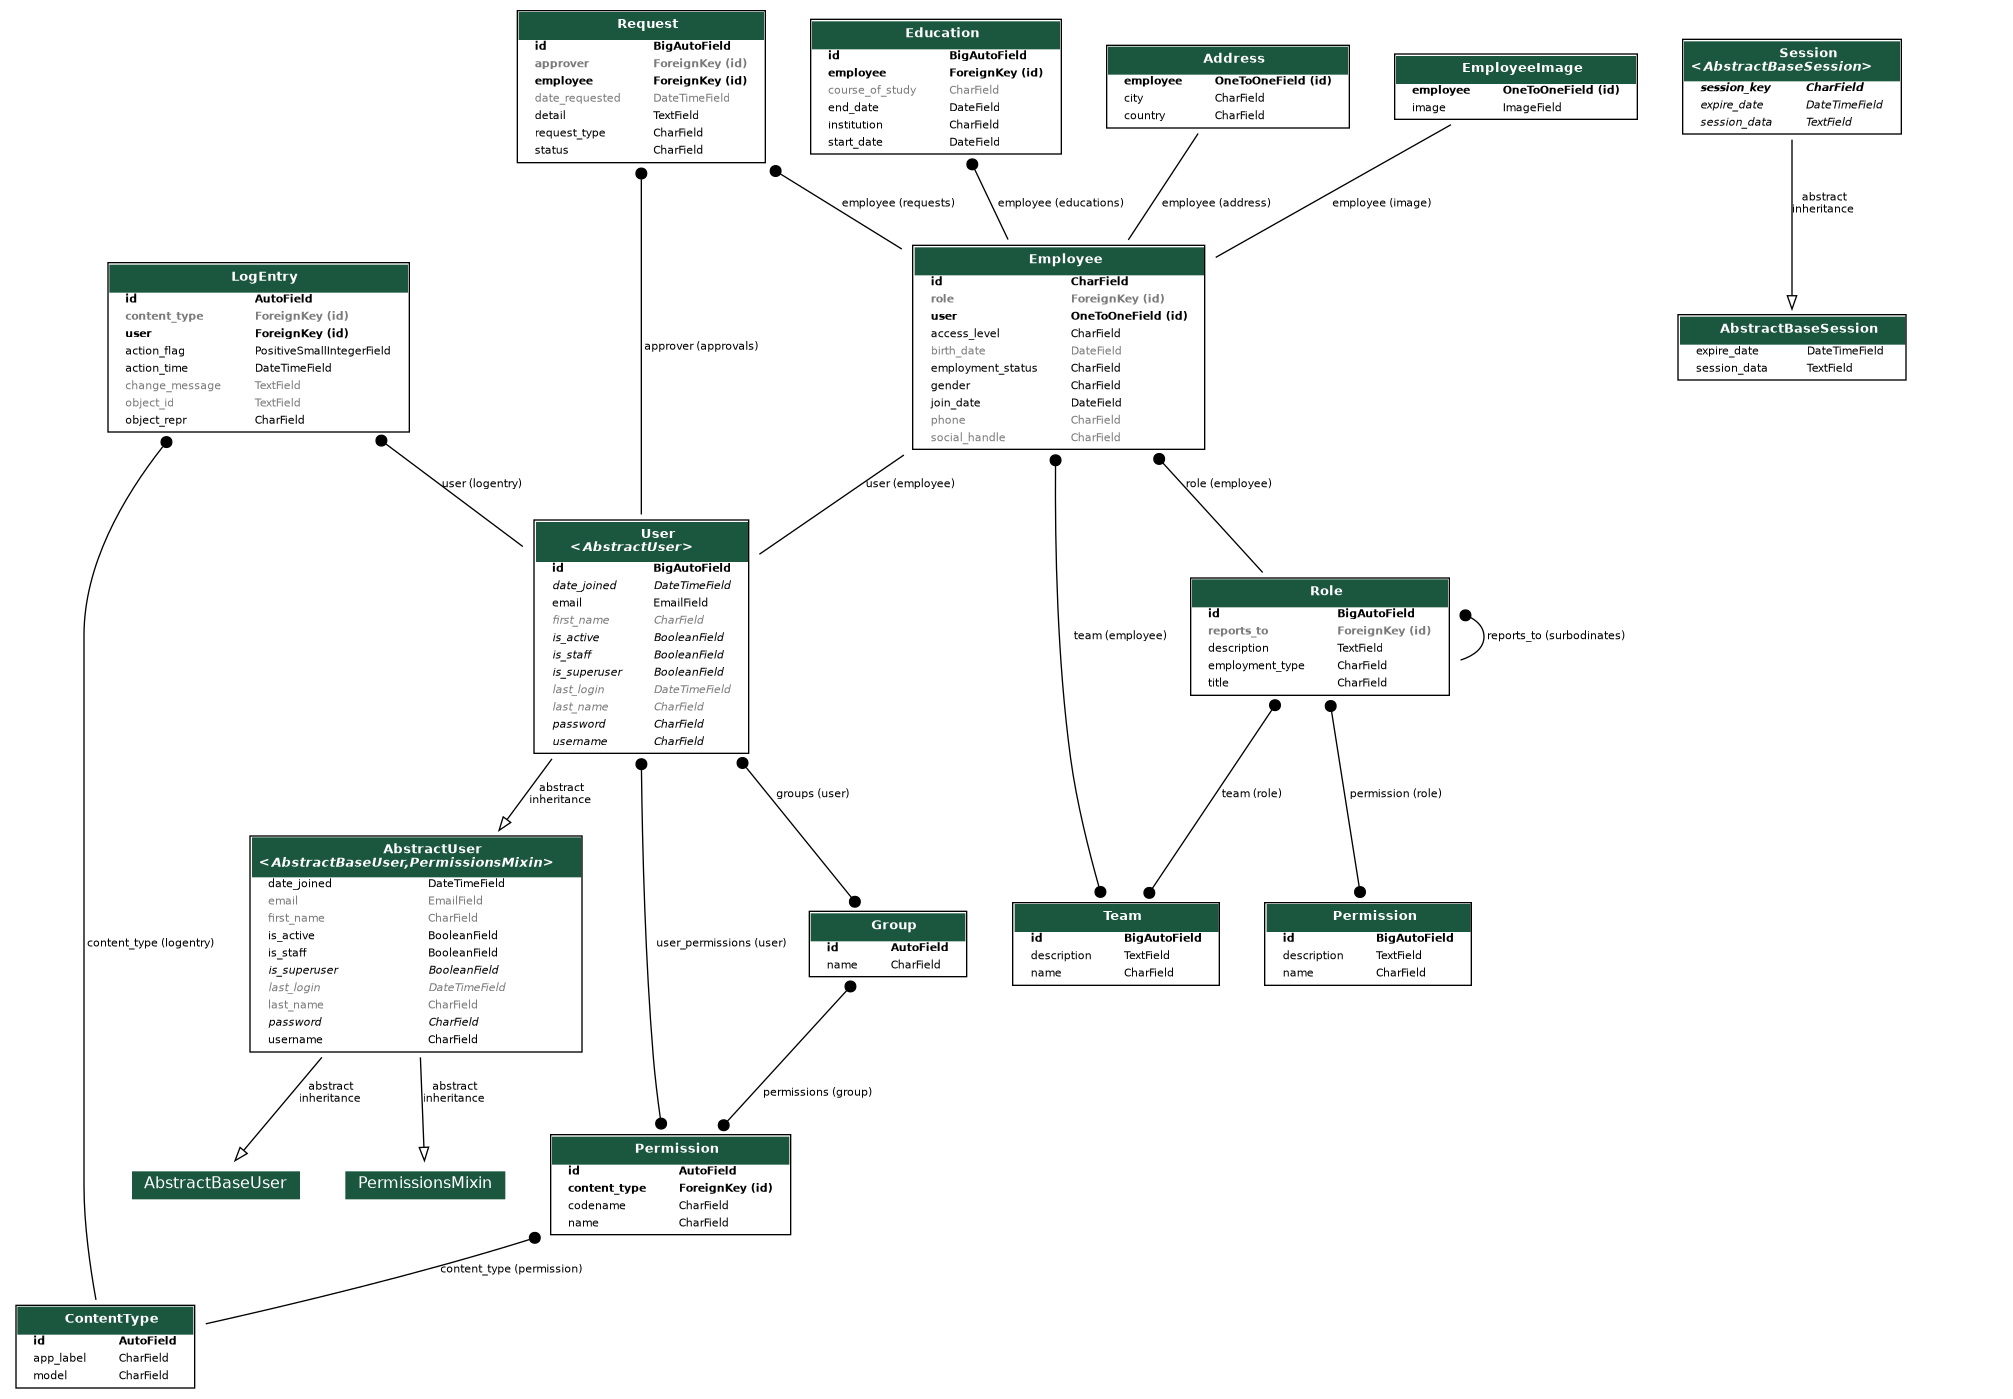 Request
id BigAutoField
approver ForeignKey (id)
employee ForeignKey (id)
date_requested DateTimeField
detail TextField
request_type CharField
status CharField
Education
id BigAutoField
employee ForeignKey (id)
course_of_study CharField
end_date DateField
institution CharField
start_date DateField
Address
employee OneToOneField (id)
city CharField
country CharField
EmployeeImage
employee OneToOneField (id)
image ImageField
Session
<AbstractBaseSession>
session_key CharField
expire_date DateTimeField
session_data TextField
employee (requests)
employee (educations)
employee (address)
employee (image)
abstract
inheritance
LogEntry
id AutoField
content_type ForeignKey (id)
user ForeignKey (id)
action_flag PositiveSmallIntegerField
action_time DateTimeField
change_message TextField
object_id TextField
object_repr CharField
approver (approvals)
Employee
id CharField
role ForeignKey (id)
user OneToOneField (id)
access_level CharField
birth_date DateField
employment_status CharField
gender CharField
join_date DateField
phone CharField
social_handle CharField
AbstractBaseSession
expire_date DateTimeField
session_data TextField
user (logentry)
user (employee)
role (employee)
User
<AbstractUser>
id BigAutoField
date_joined DateTimeField
email EmailField
first_name CharField
is_active BooleanField
is_staff BooleanField
is_superuser BooleanField
last_login DateTimeField
last_name CharField
password CharField
username CharField
team (employee)
Role
id BigAutoField
reports_to ForeignKey (id)
description TextField
employment_type CharField
title CharField
reports_to (surbodinates)
abstract
inheritance
groups (user)
team (role)
permission (role)
AbstractUser
<AbstractBaseUser,PermissionsMixin>
date_joined DateTimeField
email EmailField
first_name CharField
is_active BooleanField
is_staff BooleanField
is_superuser BooleanField
last_login DateTimeField
last_name CharField
password CharField
username CharField
content_type (logentry)
user_permissions (user)
Group
id AutoField
name CharField
Team
id BigAutoField
description TextField
name CharField
Permission
id BigAutoField
description TextField
name CharField
abstract
inheritance
abstract
inheritance
permissions (group)
AbstractBaseUser
PermissionsMixin
Permission
id AutoField
content_type ForeignKey (id)
codename CharField
name CharField
content_type (permission)
ContentType
id AutoField
app_label CharField
model CharField